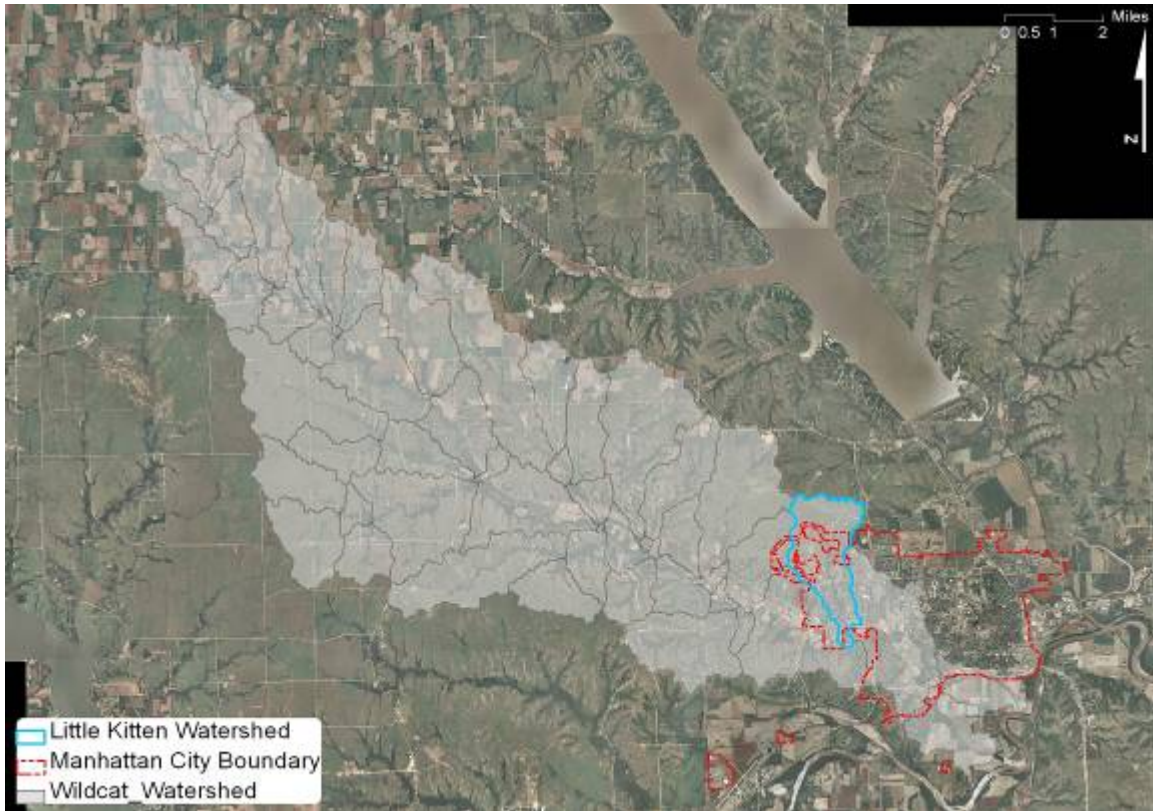 Miles
0 0.5 1 2
N
Little Kitten Watershed
Manhattan City Boundary
Wildcat_Watershed